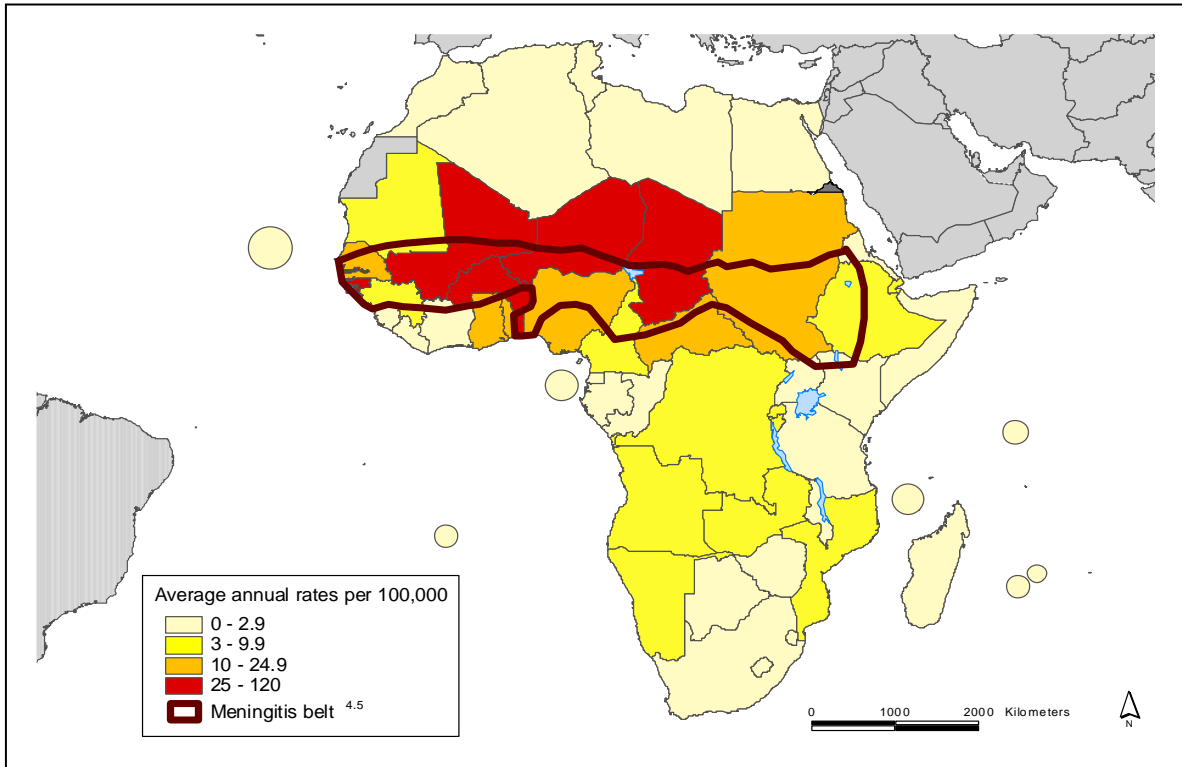 Average annual rates per 100,000
0 - 2.9
3 - 9.9
10 - 24.9
25 - 120
Meningitis belt 4.5
0 1000 2000 Kilometers
N